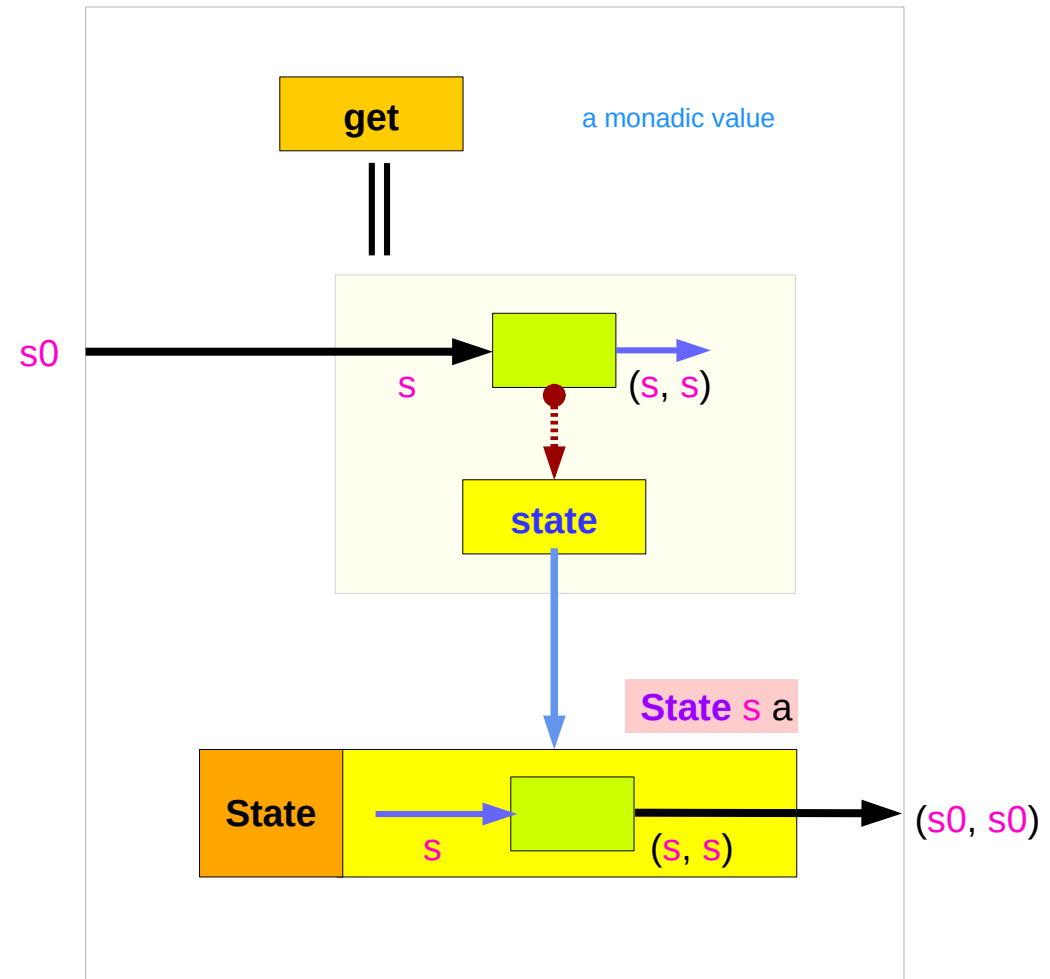 get
a monadic value
s0
s
(s, s)
state
State s a
State
s
(s, s)
(s0, s0)